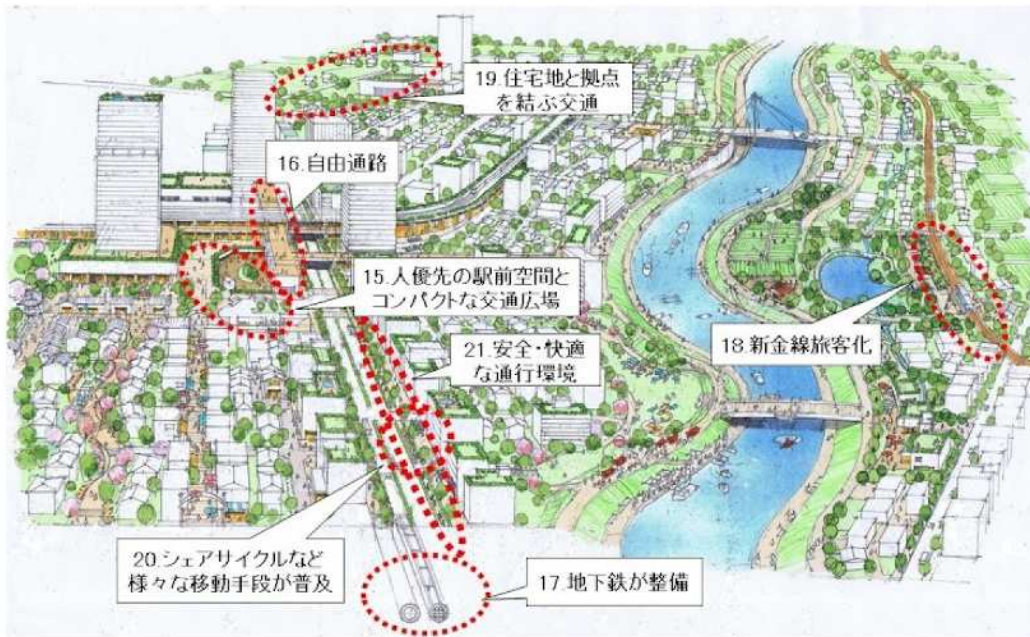 19.住宅地と拠点
を結ぶ交通
16.自由通路
15.人優先の駅前空間と
コンパクトな交通広場
21.安全・快適
な通行環境
18.新金線旅客化
20.シェアサイクルなど
様々な移動手段が普及
17.地下鉄が整備